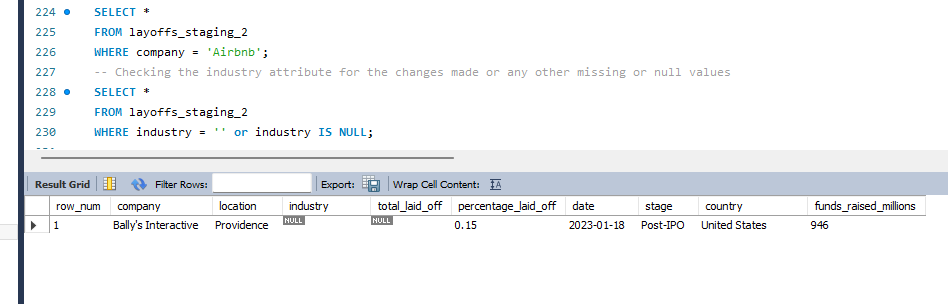 224 SELECT *
225 FROM layoffs_staging_2
226 WHERE company = 'Airbnb';
227 -- Checking the industry attribute for the changes made or any other missing or null values
228 SELECT *
229 FROM layoffs_staging_2
230 WHERE industry = '' or industry IS NULL;
Result Grid Filter Rows: Export: Wrap Cell Content: IA
row_num company location industry total_laid_off percentage_laid_off date stage country funds_raised_millions
1 Bally's Interactive Providence NULL NULL 0.15 2023-01-18 Post-IPO United States 946